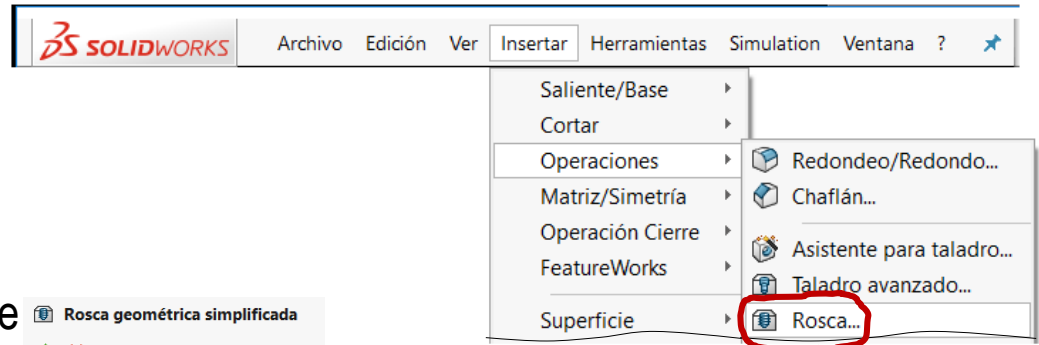 SOLIDWORKS Archivo Edición Ver Insertar Herramientas Simulation Ventana ?
Saliente/Base
Cortar
Operaciones
Matriz/Simetría
Operación Cierre
FeatureWorks
Superficie
Redondeo/Redondo...
Chaflán...
Asistente para taladro...
Taladro avanzado...
Rosca...
e Rosca geométrica simplificada